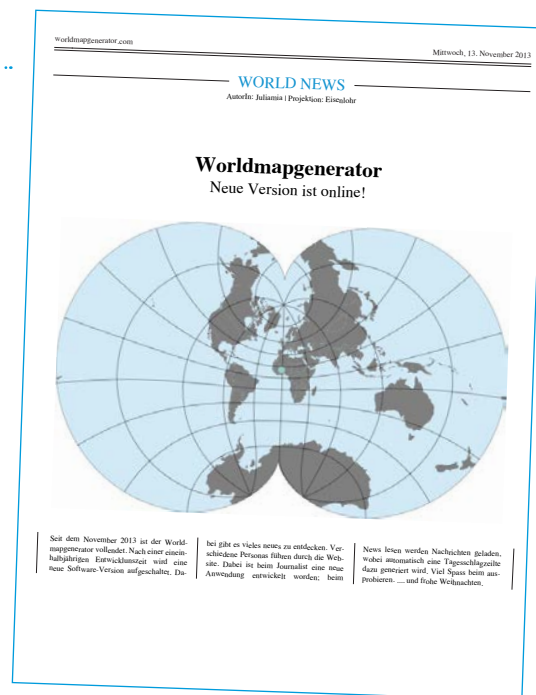 worldmapgenerator.com
Mittwoch, 13. November 2013
WORLD NEWS
AutorIn: Juliamia | Projektion: Eisenlohr
Worldmapgenerator
Neue Version ist online!
Seit dem November 2013 ist der World-
mapgenerator vollendet. Nach einer einein-
halbjährigen Entwicklungszeit wird eine
neue Software-Version aufgeschaltet. Da-
bei gibt es vieles neues zu entdecken. Ver-
schiedene Personas führen durch die Web-
site. Dabei ist beim Journalist eine neue
Anwendung entwickelt worden; beim
News lesen werden Nachrichten geladen,
wobei automatisch eine Tagesschlagzeilte
dazu generiert wird. Viel Spass beim aus-
probieren. .... und frohe Weihnachten.